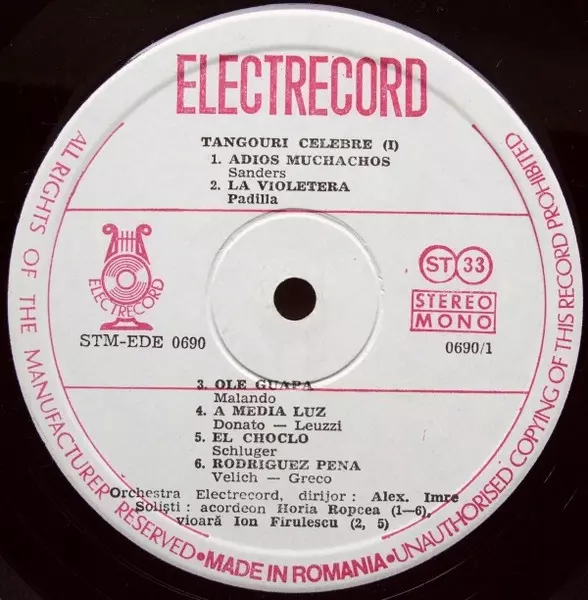 ELECTRECORD
TANGOURI CELEBRE (I)
1. ADIOS MUCHACHOS
Sanders
2. LA VIOLETERA
Padilla
ELECTRECORD
STM-EDE 0690
ST 33
STEREO
MONO
0690/1
3. OLE GUAPA
Malando
4. A MEDIA LUZ
Donato — Leuzzi
5. EL CHOCLO
Schluger
6. RODRIGUEZ PENA
Velich — Greco
Orchestra Electrecord, dirijor : Alex. Imre
Soliști : acordeon Horia Ropcea (1—6),
vioară Ion Firulescu (2, 5)
ALL RIGHTS OF THE MANUFACTURER RESERVED • MADE IN ROMANIA • UNAUTHORISED COPYING OF THIS RECORD PROHIBITED